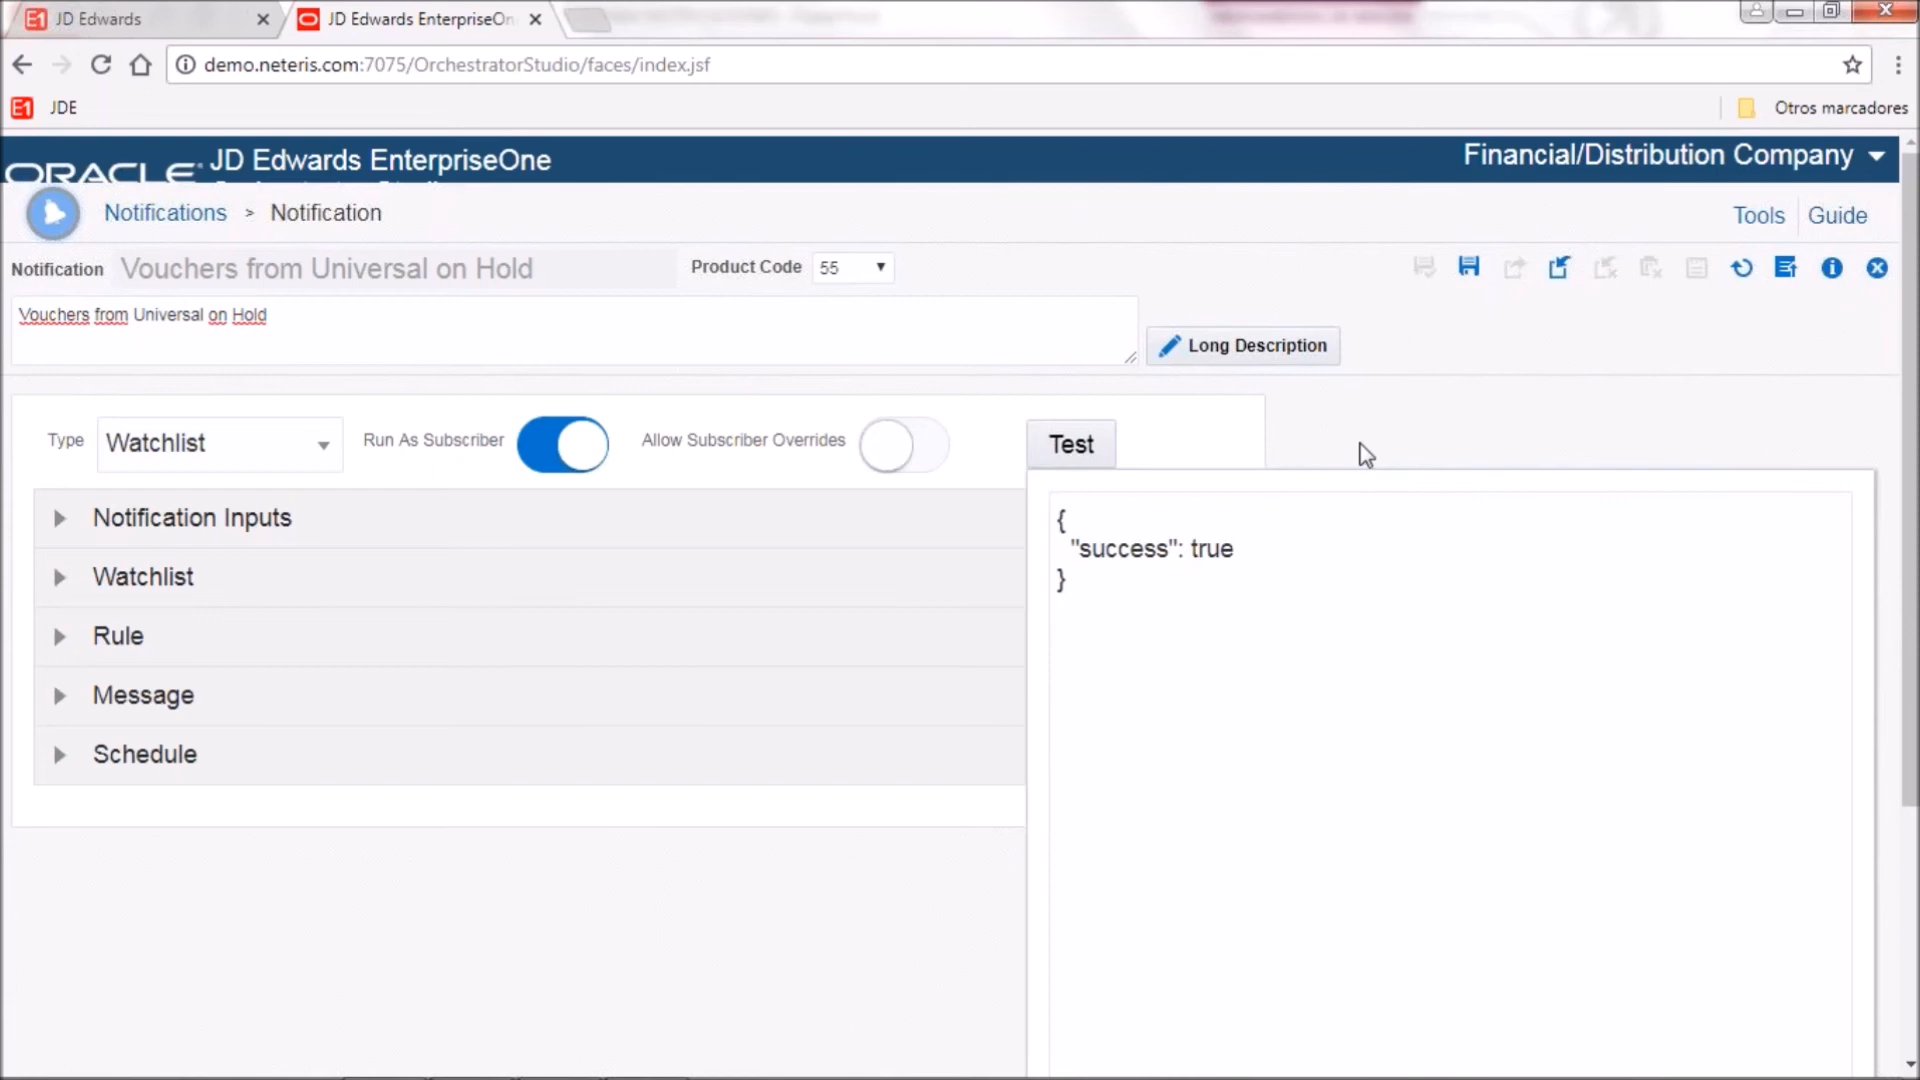 JD Edwards
JD Edwards EnterpriseOn
demo.neteris.com:7075/OrchestratorStudio/faces/index.jsf
E1 JDE
Otros marcadores
ORACLE JD Edwards EnterpriseOne
Financial/Distribution Company
Notifications > Notification
Tools Guide
Notification Vouchers from Universal on Hold Product Code 55
Vouchers from Universal on Hold
Long Description
Type Watchlist Run As Subscriber Allow Subscriber Overrides Test
Notification Inputs
Watchlist
Rule
Message
Schedule
{
"success": true
}